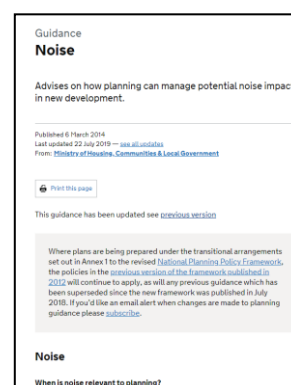 Guidance
Noise
Advises on how planning can manage potential noise impac
in new development.
Published 6 March 2014
Last updated 22 July 2019 — see all updates
From: Ministry of Housing, Communities & Local Government
Print this page
This guidance has been updated see previous version
Where plans are being prepared under the transitional arrangements
set out in Annex 1 to the revised National Planning Policy Framework,
the policies in the previous version of the framework published in
2012 will continue to apply, as will any previous guidance which has
been superseded since the new framework was published in July
2018. If you'd like an email alert when changes are made to planning
guidance please subscribe.
Noise
When is noise relevant to planning?